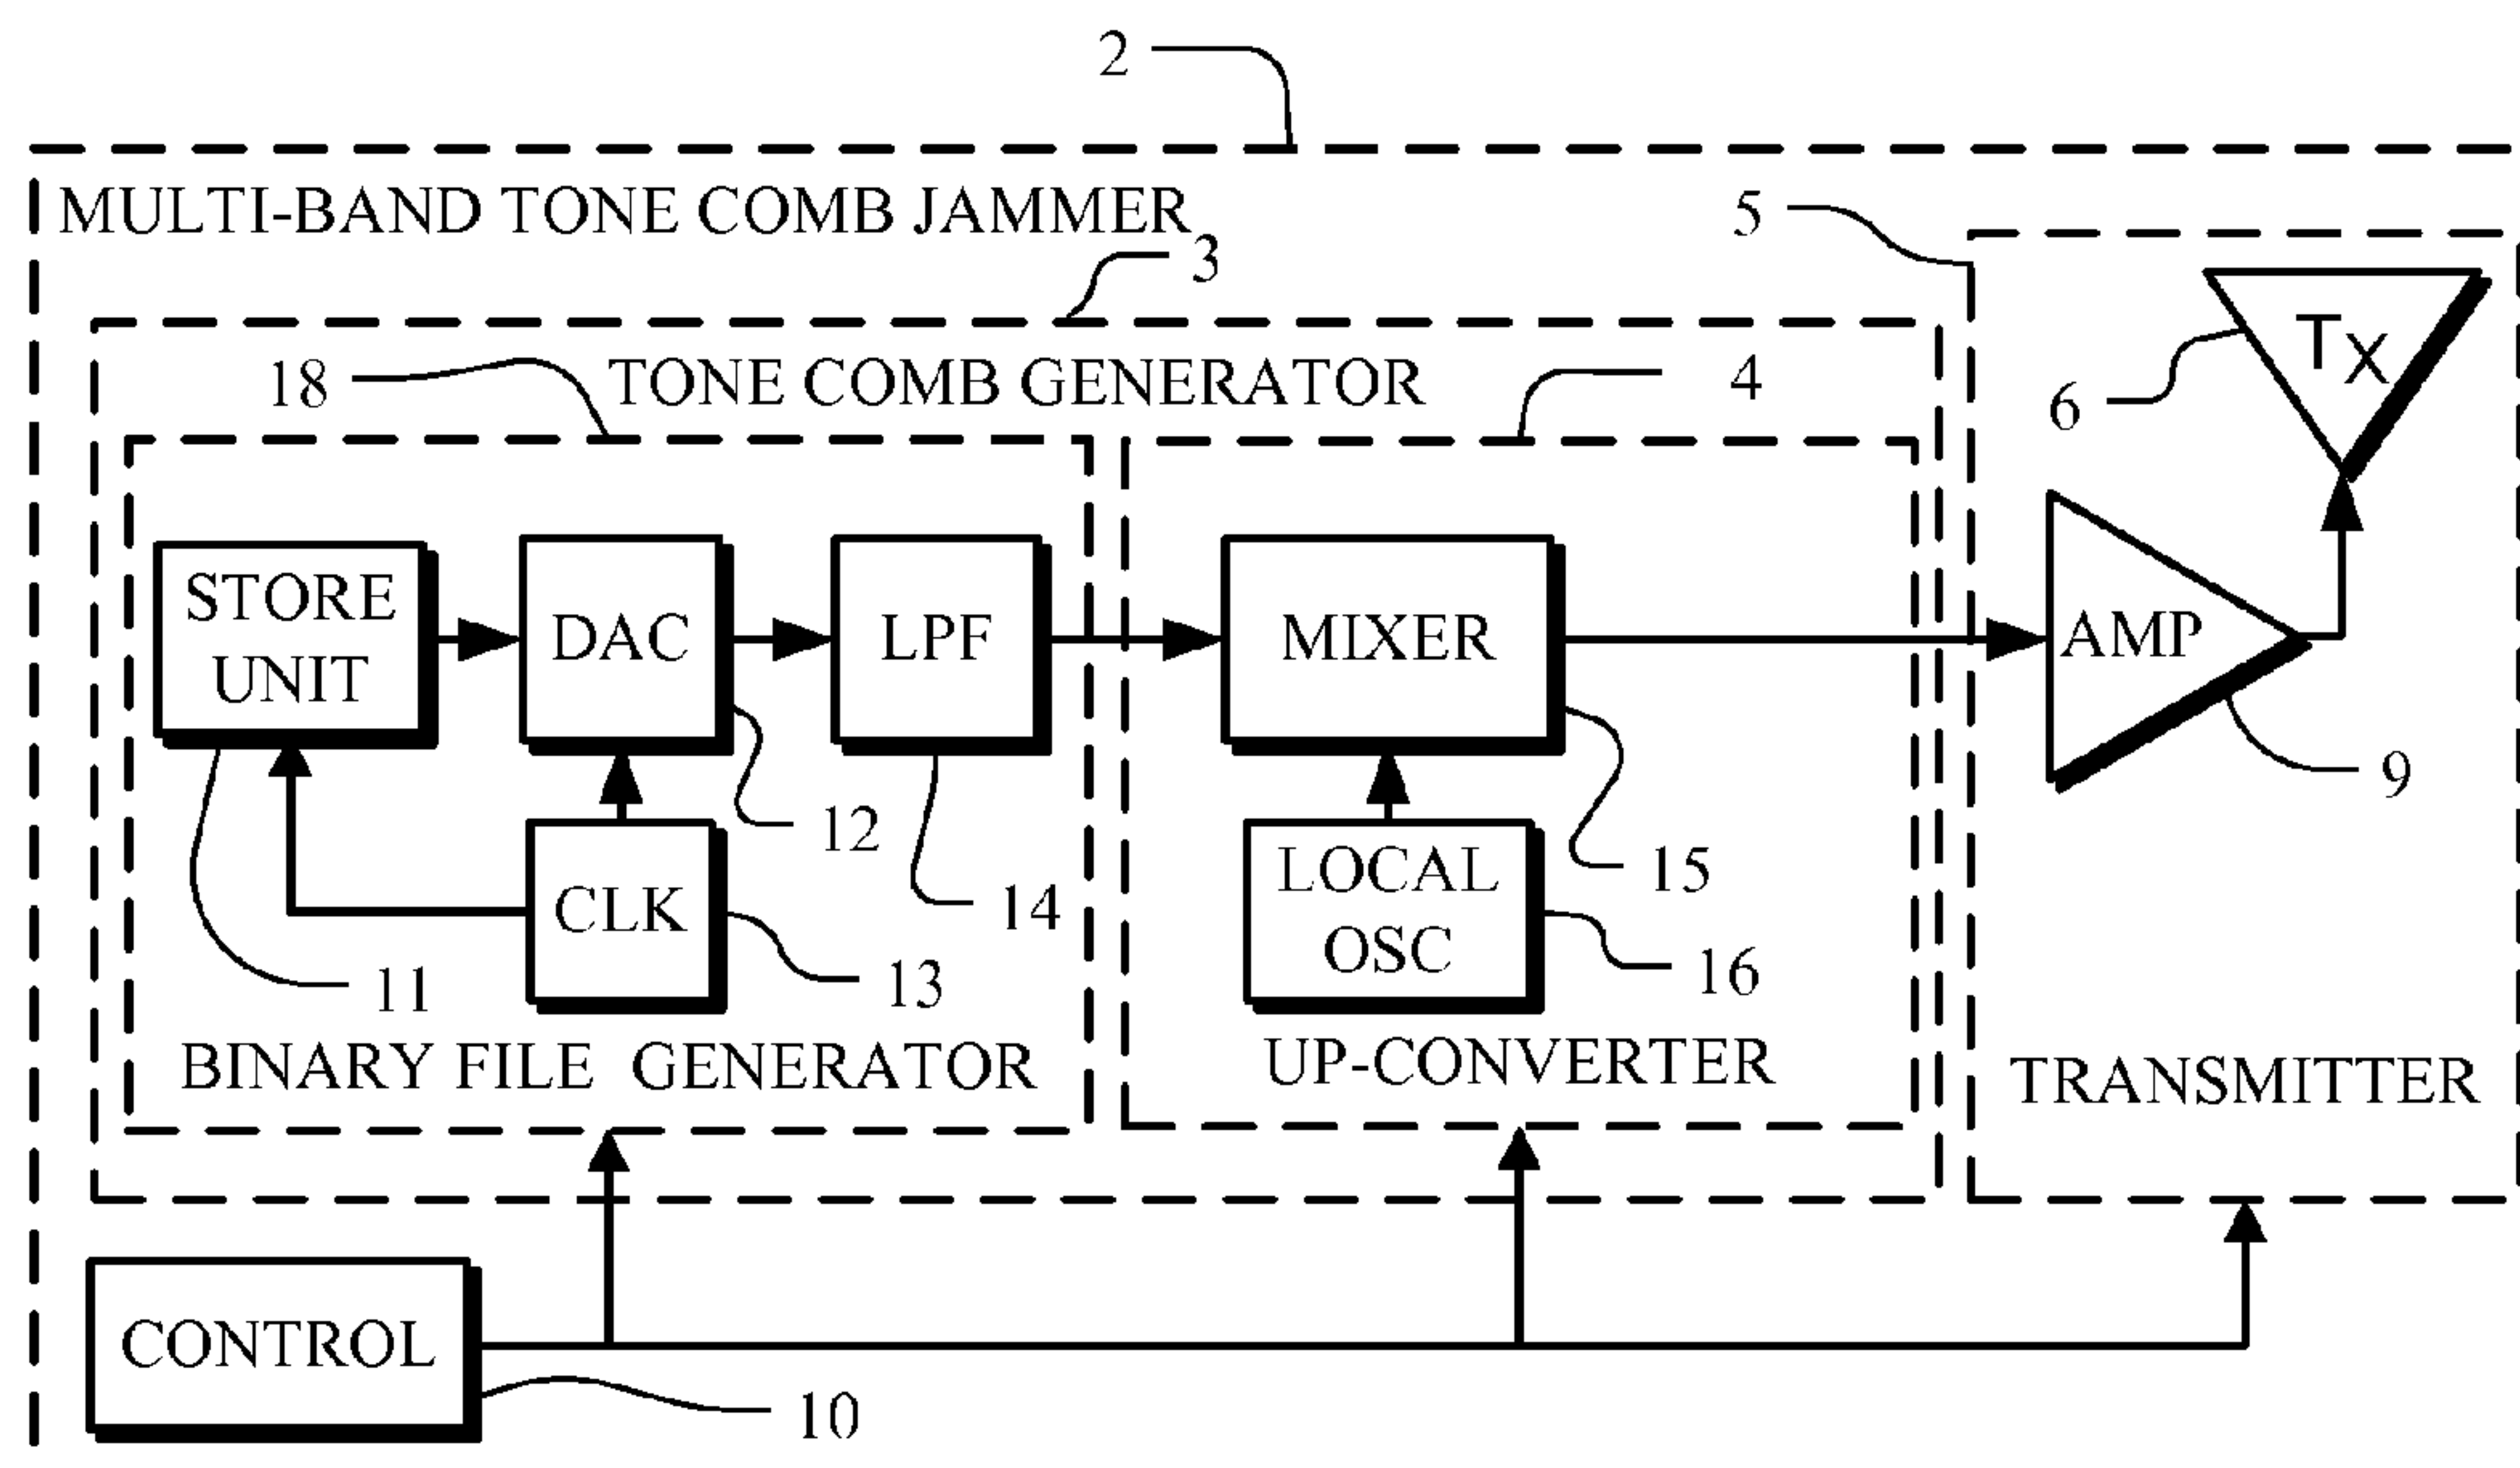 2
MULTI-BAND TONE COMB JAMMER
5
3
18
TONE COMB GENERATOR
4
6
TX
STORE
UNIT
DAC
LPF
MIXER
AMP
9
12
CLK
14
LOCAL
OSC
15
11
13
16
BINARY FILE GENERATOR
UP-CONVERTER
TRANSMITTER
CONTROL
10